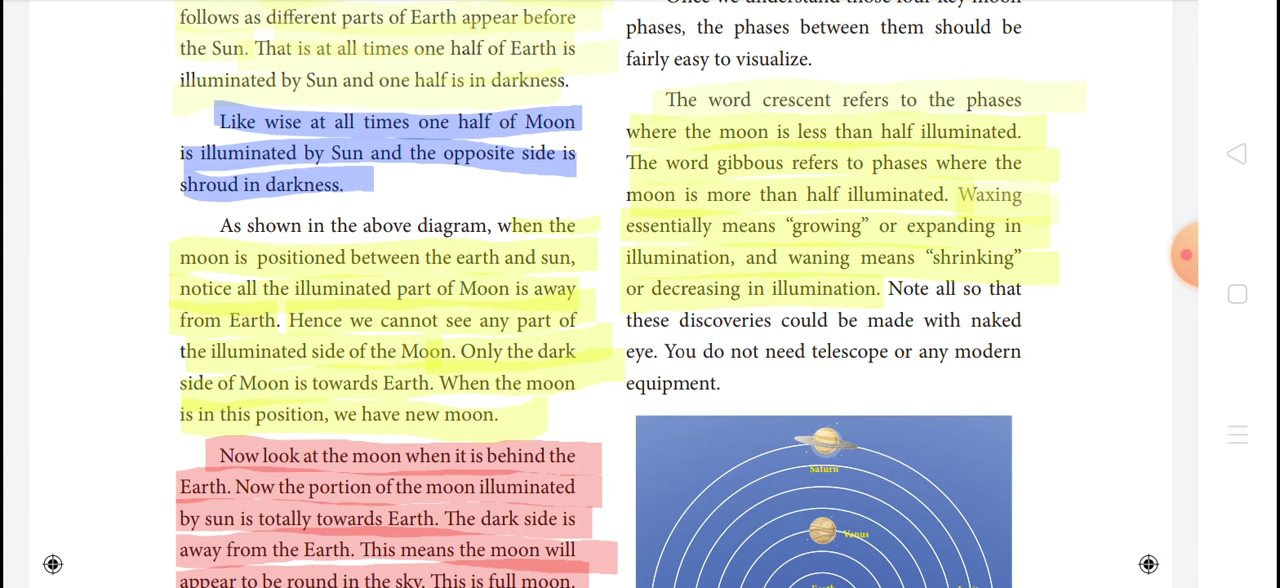 follows as different parts of Earth appear before
the Sun. That is at all times one half of Earth is
illuminated by Sun and one half is in darkness.
Like wise at all times one half of Moon
is illuminated by Sun and the opposite side is
shroud in darkness.
As shown in the above diagram, when the
moon is positioned between the earth and sun,
notice all the illuminated part of Moon is away
from Earth. Hence we cannot see any part of
the illuminated side of the Moon. Only the dark
side of Moon is towards Earth. When the moon
is in this position, we have new moon.
Now look at the moon when it is behind the
Earth. Now the portion of the moon illuminated
by sun is totally towards Earth. The dark side is
away from the Earth. This means the moon will
appear to be round in the sky. This is full moon.
Once we understand those four key moon
phases, the phases between them should be
fairly easy to visualize.
The word crescent refers to the phases
where the moon is less than half illuminated.
The word gibbous refers to phases where the
moon is more than half illuminated. Waxing
essentially means “growing” or expanding in
illumination, and waning means “shrinking”
or decreasing in illumination. Note all so that
these discoveries could be made with naked
eye. You do not need telescope or any modern
equipment.
Saturn
Venus
Earth